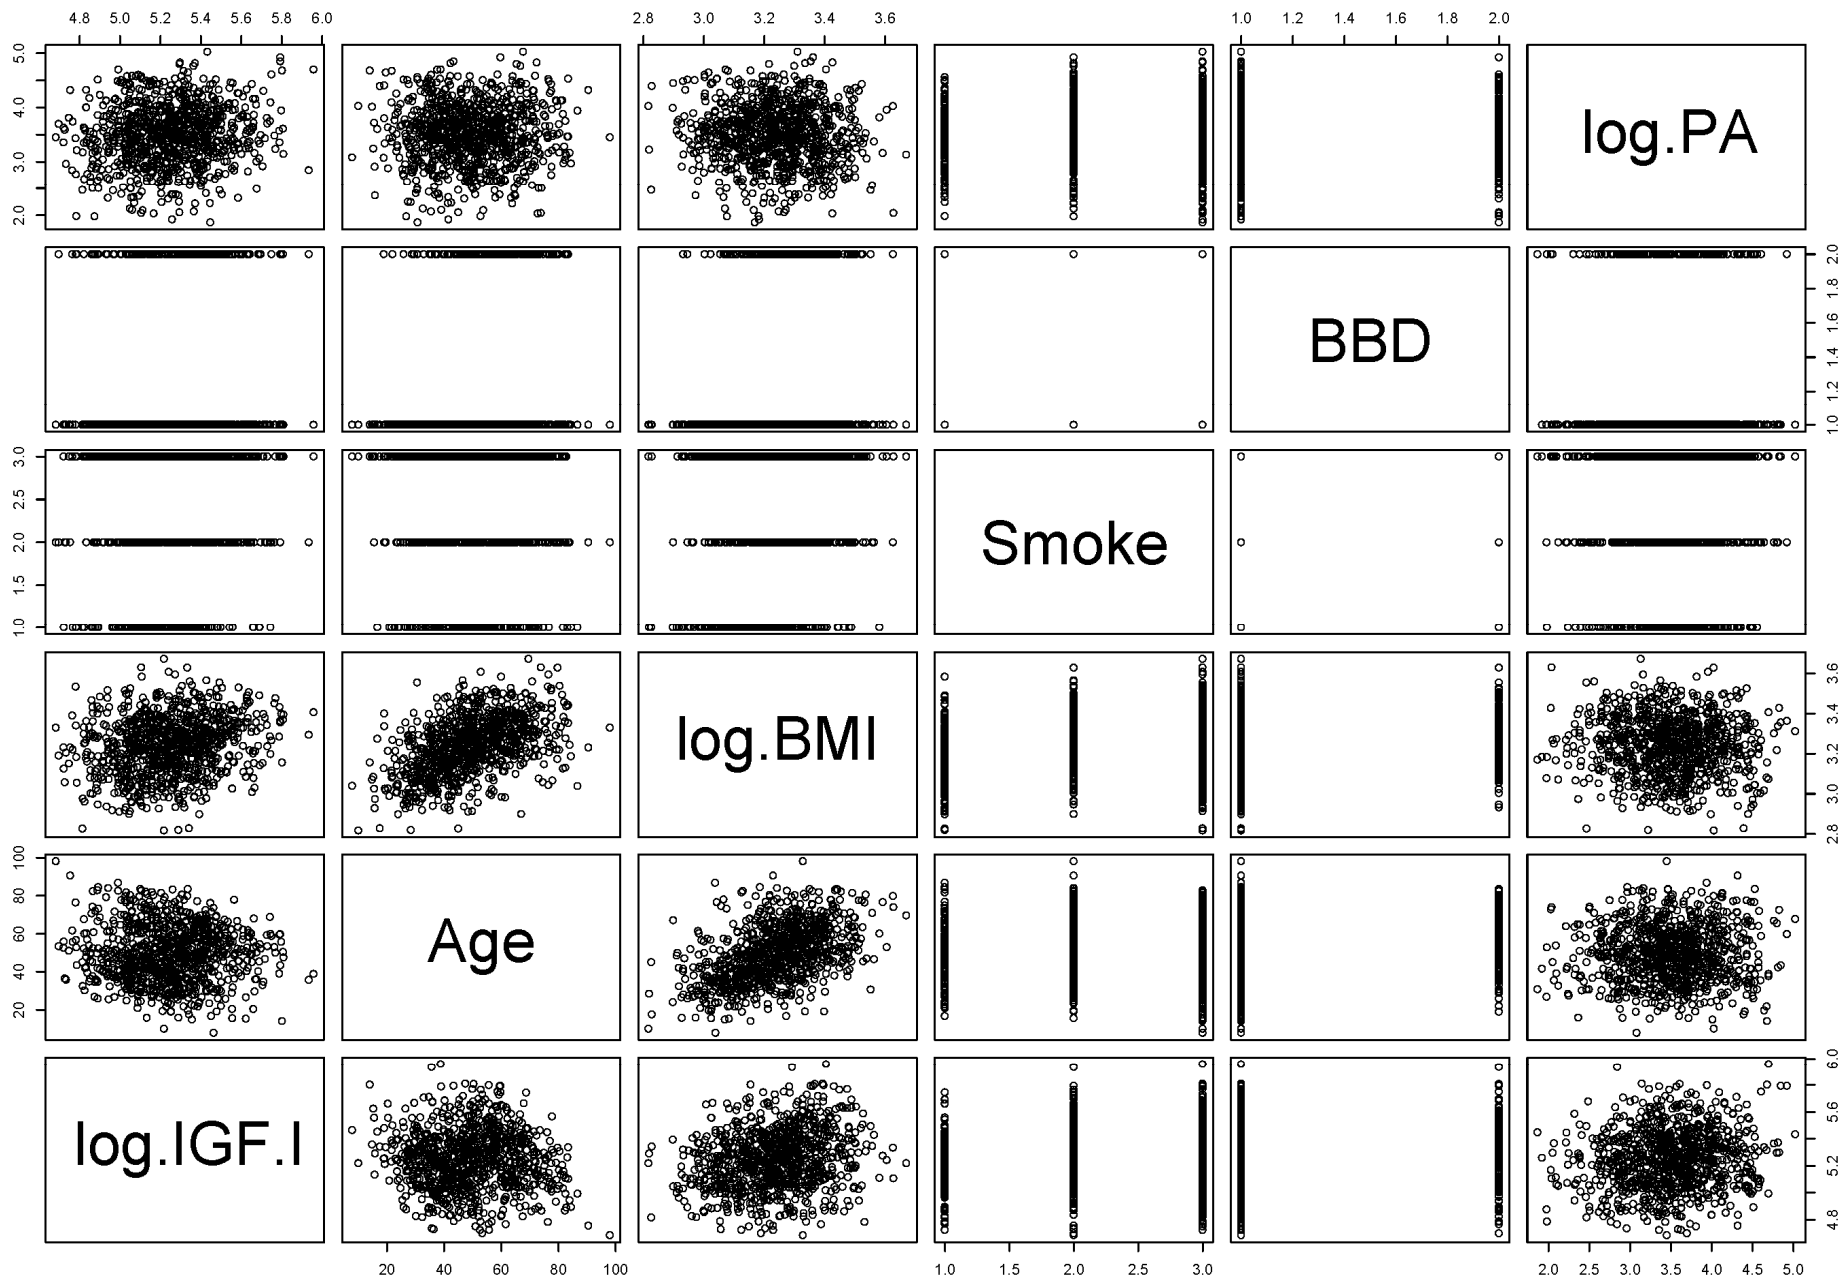 4.8 5.0 5.2 5.4 5.6 5.8 6.0 2.8 3.0 3.2 3.4 3.6 1.0 1.2 1.4 1.6 1.8 2.0
2.0 3.0 4.0 5.0
log.PA
BBD
1.0 1.2 1.4 1.6 1.8 2.0
1.0 1.5 2.0 2.5 3.0
Smoke
log.BMI
2.8 3.0 3.2 3.4 3.6
20 40 60 80 100
Age
log.IGF.I
4.8 5.2 5.6 6.0
20 40 60 80 100 1.0 1.5 2.0 2.5 3.0 2.0 2.5 3.0 3.5 4.0 4.5 5.0